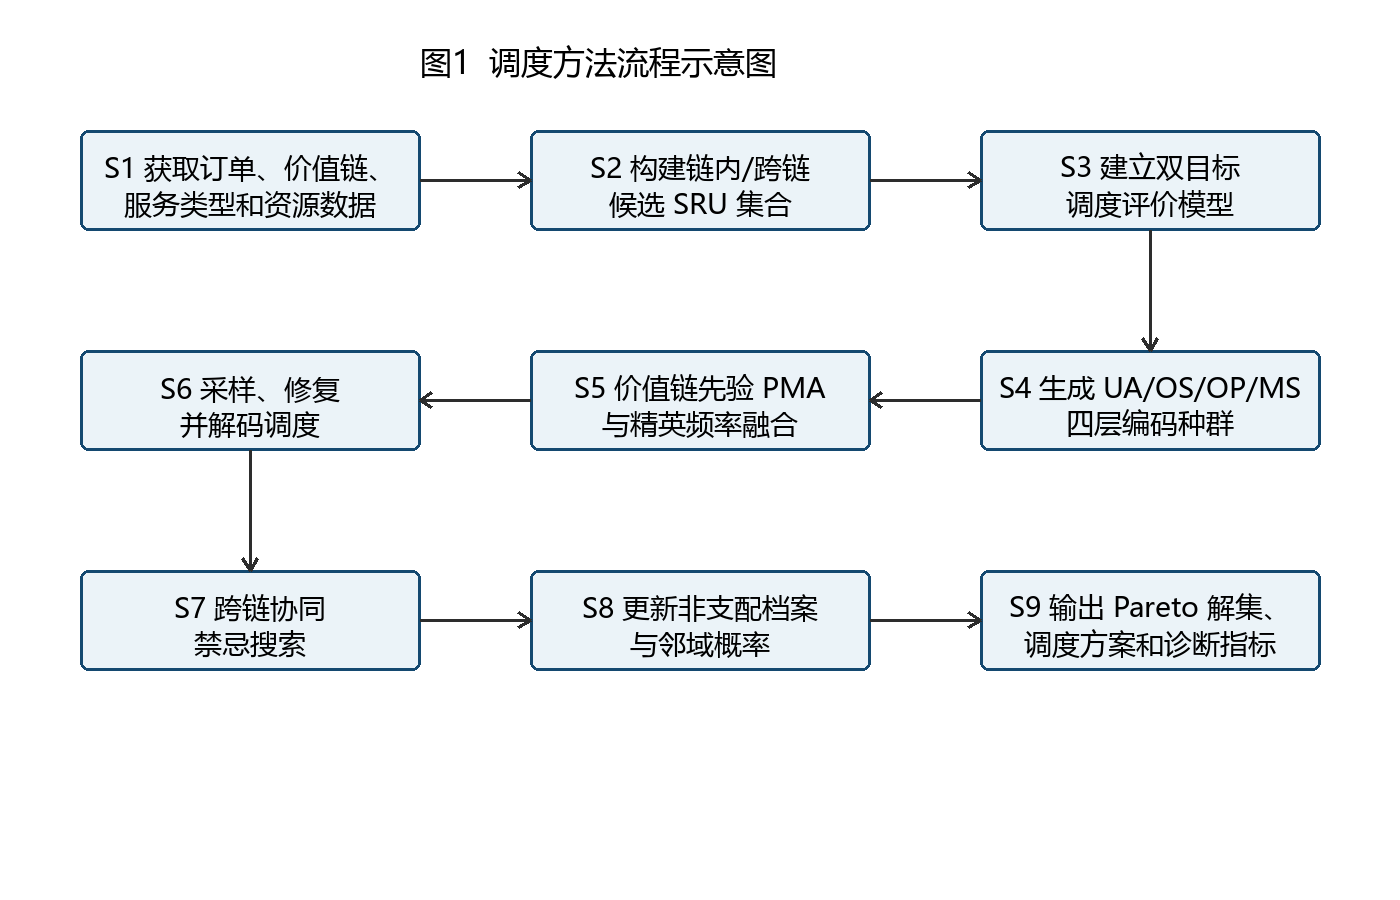 图1 调度方法流程示意图
S1 获取订单、价值链、
服务类型和资源数据
S2 构建链内/跨链
候选 SRU 集合
S3 建立双目标
调度评价模型
S4 生成 UA/OS/OP/MS
四层编码种群
S5 价值链先验 PMA
与精英频率融合
S6 采样、修复
并解码调度
S7 跨链协同
禁忌搜索
S8 更新非支配档案
与邻域概率
S9 输出 Pareto 解集、
调度方案和诊断指标